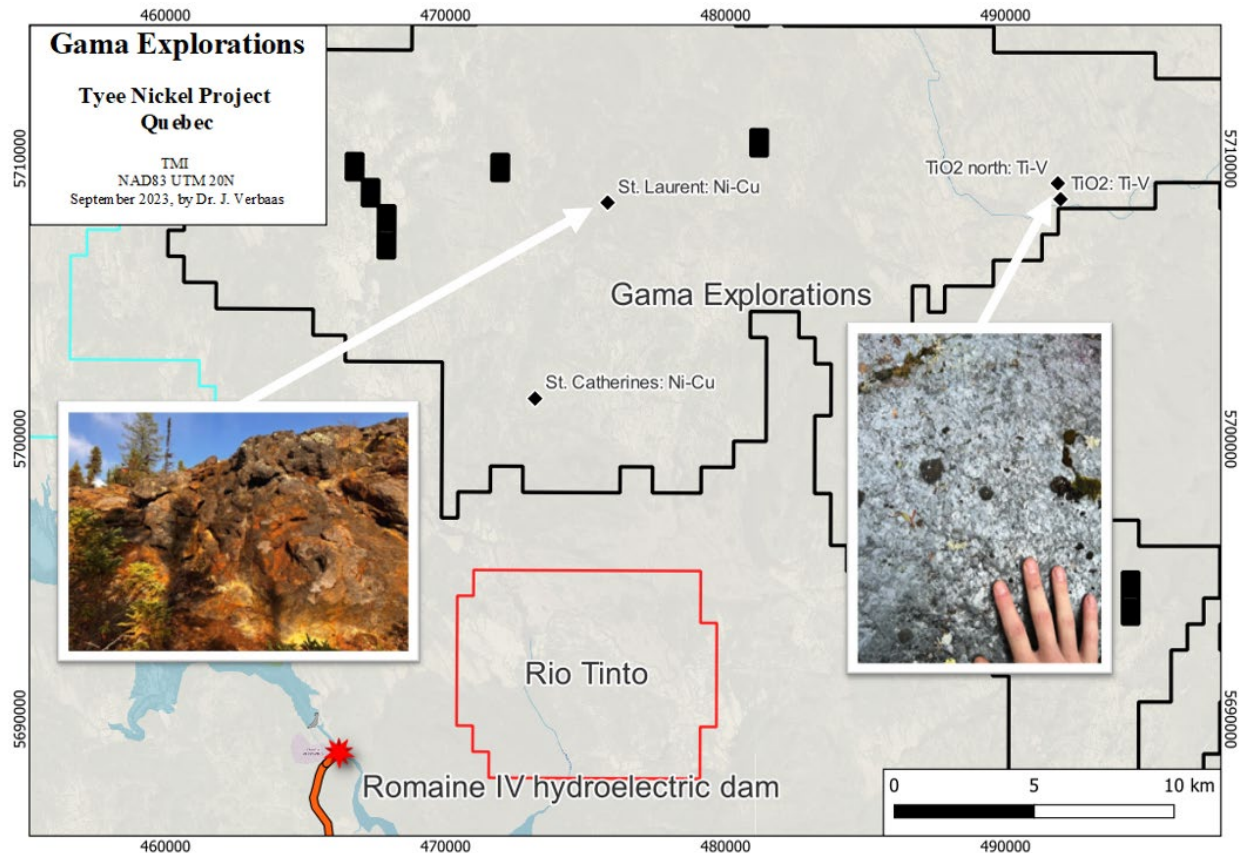 460000 470000 480000 490000
Gama Explorations
Tyee Nickel Project
Quebec
TMI
NAD83 UTM 20N
September 2023, by Dr. J. Verbaas
5710000
5710000
TiO2 north: Ti-V
TiO2: Ti-V
St. Laurent: Ni-Cu
Gama Explorations
St. Catherines: Ni-Cu
5700000
5700000
Rio Tinto
5690000
5690000
Romaine IV hydroelectric dam
0 5 10 km
460000 470000 480000 490000